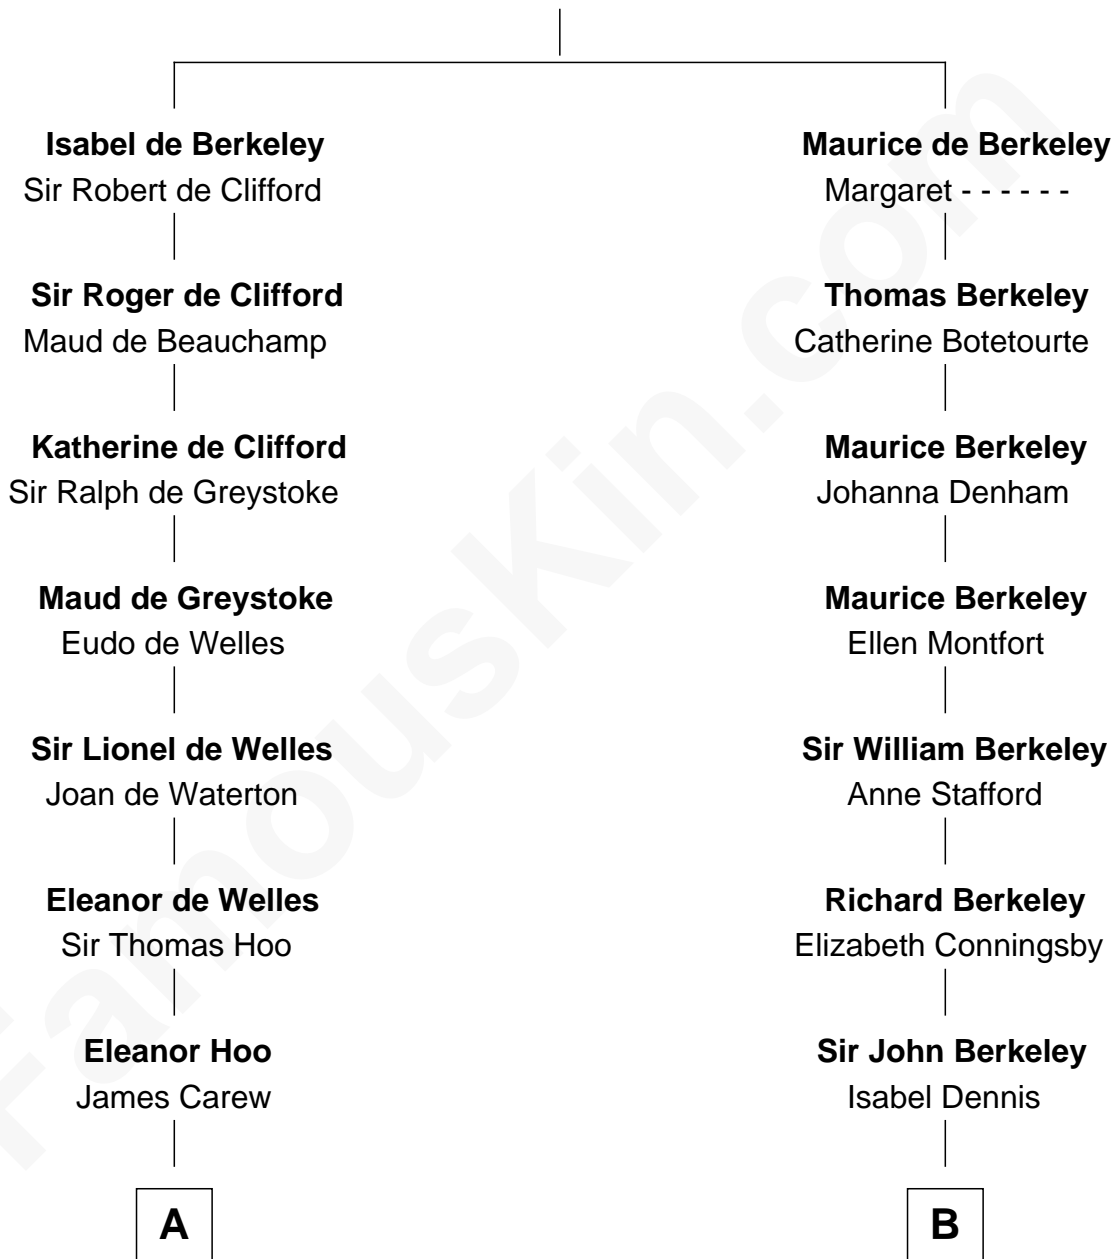 Isabel de Berkeley
Sir Robert de Clifford
Sir Roger de Clifford
Maud de Beauchamp
Katherine de Clifford
Sir Ralph de Greystoke
Maud de Greystoke
Eudo de Welles
Sir Lionel de Welles
Joan de Waterton
Eleanor de Welles
Sir Thomas Hoo
Eleanor Hoo
James Carew
A
Maurice de Berkeley
Margaret - - - - - -
Thomas Berkeley
Catherine Botetourte
Maurice Berkeley
Johanna Denham
Maurice Berkeley
Ellen Montfort
Sir William Berkeley
Anne Stafford
Richard Berkeley
Elizabeth Conningsby
Sir John Berkeley
Isabel Dennis
B
FamousKin.com